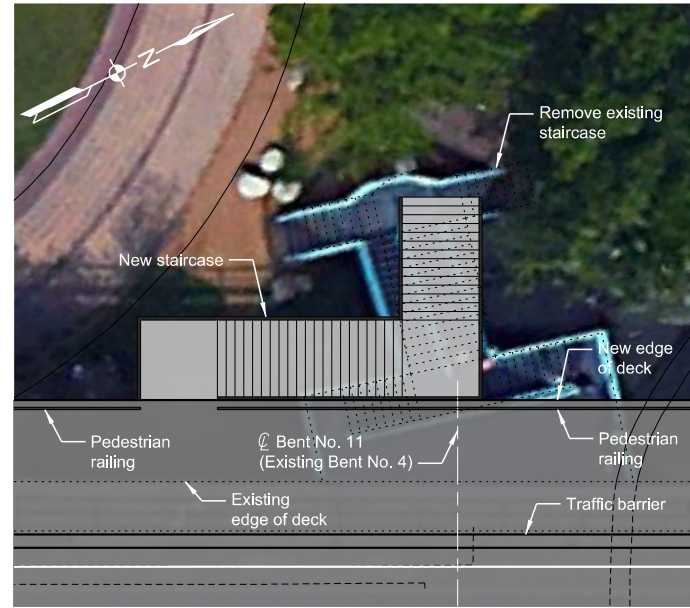 N
Remove existing
staircase
New staircase
New edge
of deck
Pedestrian
railing
℄ Bent No. 11
(Existing Bent No. 4)
Pedestrian
railing
Existing
edge of deck
Traffic barrier